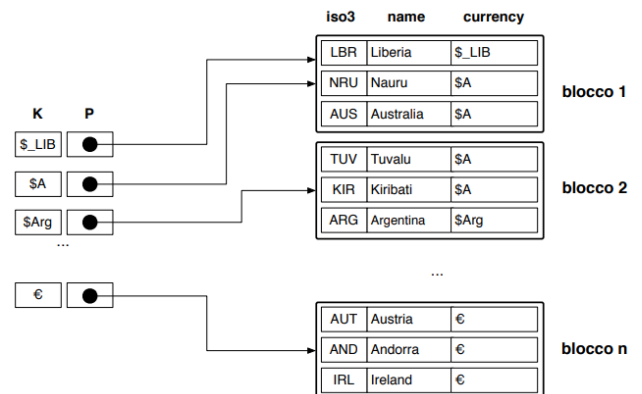 iso3 name currency
LBR Liberia $_LIB
NRU Nauru $A
AUS Australia $A
blocco 1
K P
$_LIB
$A
$Arg
...
€
TUV Tuvalu $A
KIR Kiribati $A
ARG Argentina $Arg
blocco 2
...
AUT Austria €
AND Andorra €
IRL Ireland €
blocco n